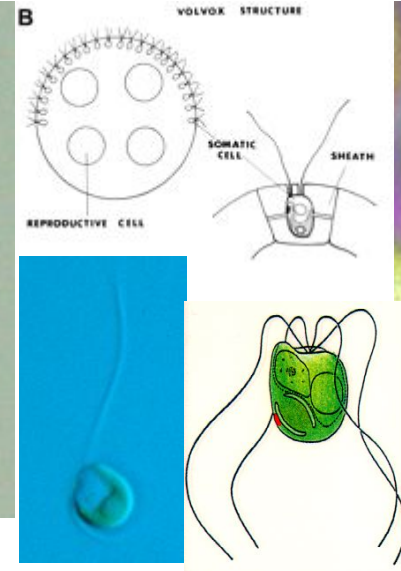 B
VOLVOX STRUCTURE
SOMATIC
CELL
SHEATH
REPRODUCTIVE CELL